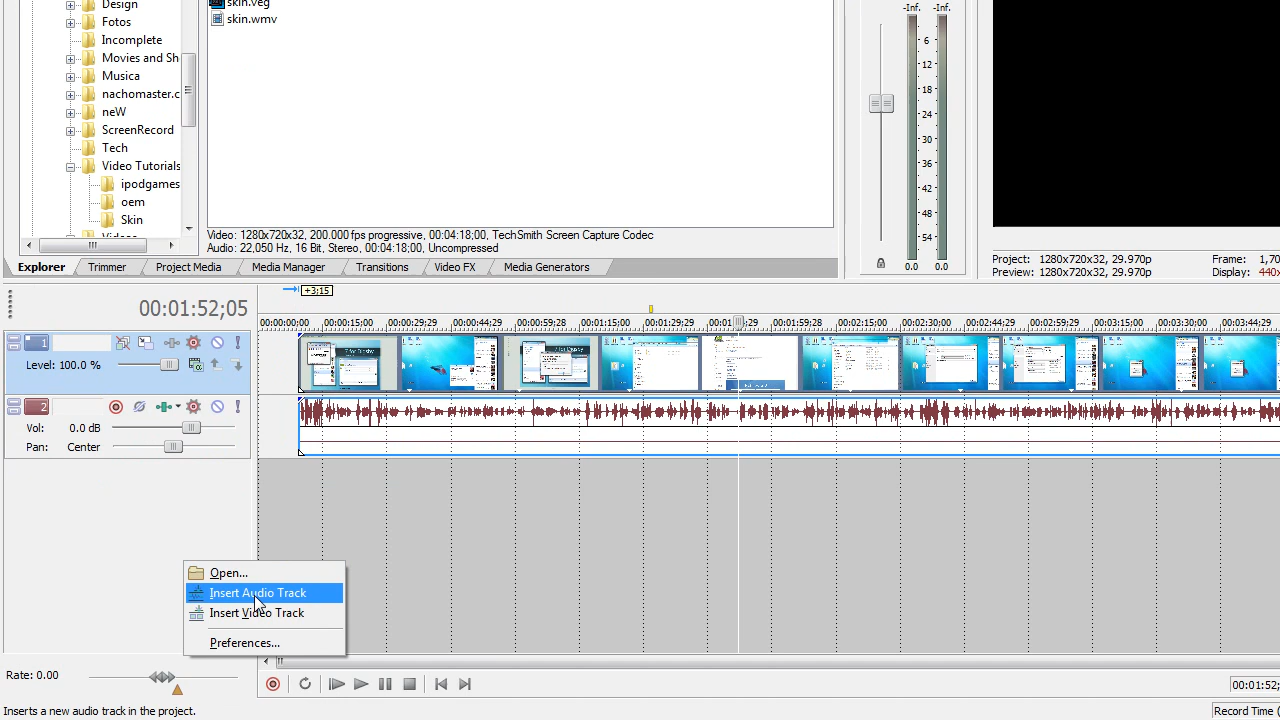 Design
Fotos
Incomplete
Movies and Sh
Musica
nachomaster.c
neW
ScreenRecord
Tech
Video Tutorials
ipodgames
oem
Skin
skin.veg
skin.wmv
Video: 1280x720x32, 200.000 fps progressive, 00:04:18;00, TechSmith Screen Capture Codec
Audio: 22,050 Hz, 16 Bit, Stereo, 00:04:18;00, Uncompressed
Explorer Trimmer Project Media Media Manager Transitions Video FX Media Generators
-Inf. -Inf.
6
12
18
24
30
36
42
48
54
0.0 0.0
Project: 1280x720x32, 29.970p
Preview: 1280x720x32, 29.970p
Frame: 1,70
Display: 440x
00:01:52;05
+3;15
00:00:00;00 00:00:15;00 00:00:29;29 00:00:44;29 00:00:59;28 00:01:15;00 00:01:29;29 00:01 ;29 00:01:59;28 00:02:15;00 00:02:30;00 00:02:44;29 00:02:59;29 00:03:15;00 00:03:30;00 00:03:44;29
1
Level: 100.0 %
2
Vol: 0.0 dB
Pan: Center
Open...
Insert Audio Track
Insert Video Track
Preferences...
Rate: 0.00
00:01:52;
Inserts a new audio track in the project.
Record Time (